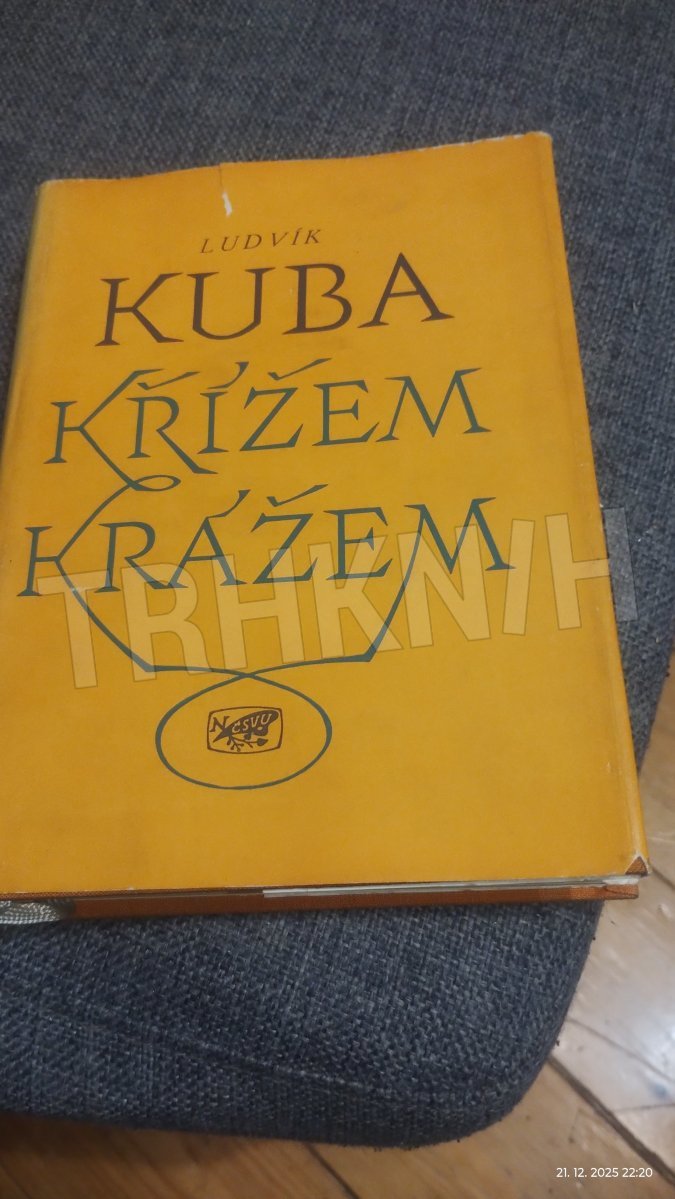 LUDVÍK
KUBA
KŘÍŽEM
KRÁŽEM
TRHKNIH
NČSVU
21. 12. 2025 22:20